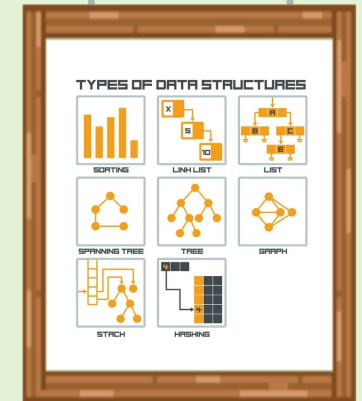 TYPES OF DATA STRUCTURES
X
5
10
A
B C
E
SORTING LINK LIST LIST
SPANNING TREE TREE GRAPH
4
4
STACK HASHING